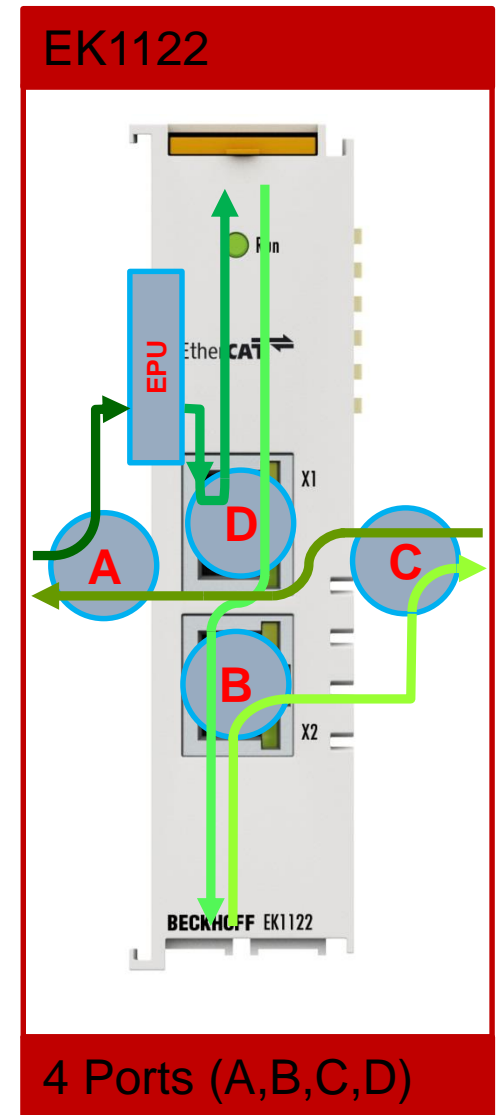 EK1122
Run
EPU
EtherCAT
X1
D
A
C
B
X2
BECKHOFF EK1122
4 Ports (A,B,C,D)